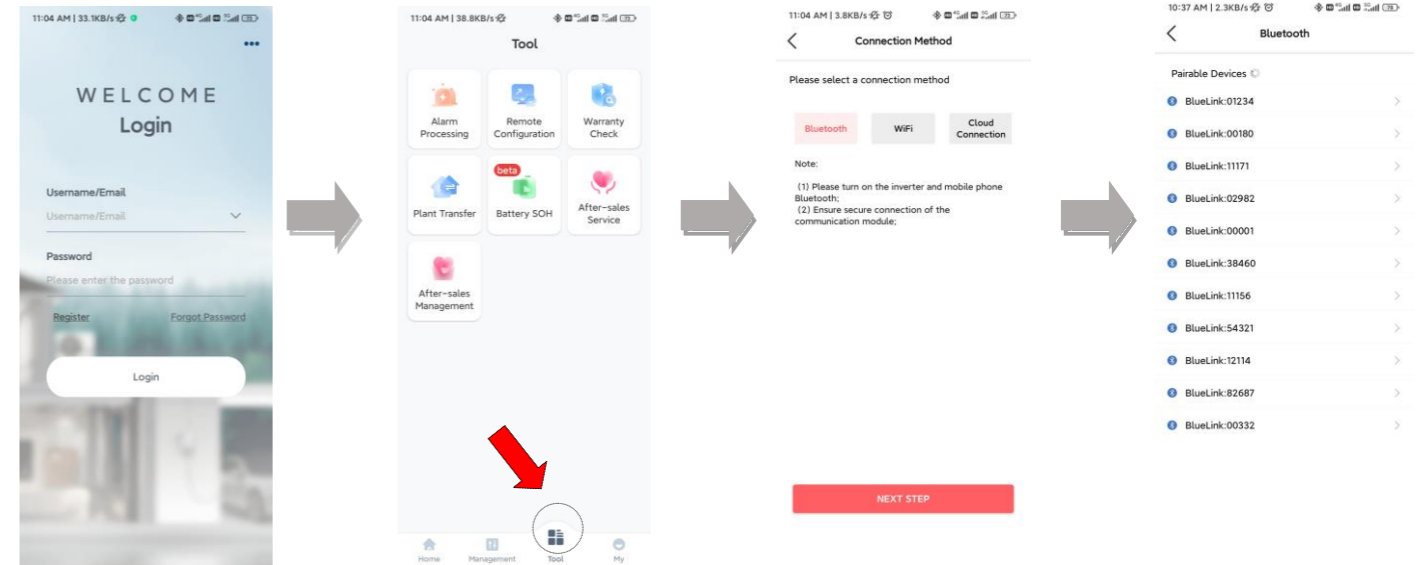 11:04 AM | 33.1KB/s
WELCOME
Login
Username/Email
Username/Email
Password
Please enter the password
Register
Forgot Password
Login
11:04 AM | 38.8KB/s
Tool
Alarm
Processing
Remote
Configuration
Warranty
Check
Plant Transfer
beta
Battery SOH
After-sales
Service
After-sales
Management
Home
Management
Tool
My
11:04 AM | 3.8KB/s
Connection Method
Please select a connection method
Bluetooth
WiFi
Cloud
Connection
Note:
(1) Please turn on the inverter and mobile phone
Bluetooth;
(2) Ensure secure connection of the
communication module;
NEXT STEP
10:37 AM | 2.3KB/s
Bluetooth
Pairable Devices
BlueLink:01234
BlueLink:00180
BlueLink:11171
BlueLink:02982
BlueLink:00001
BlueLink:38460
BlueLink:11156
BlueLink:54321
BlueLink:12114
BlueLink:82687
BlueLink:00332